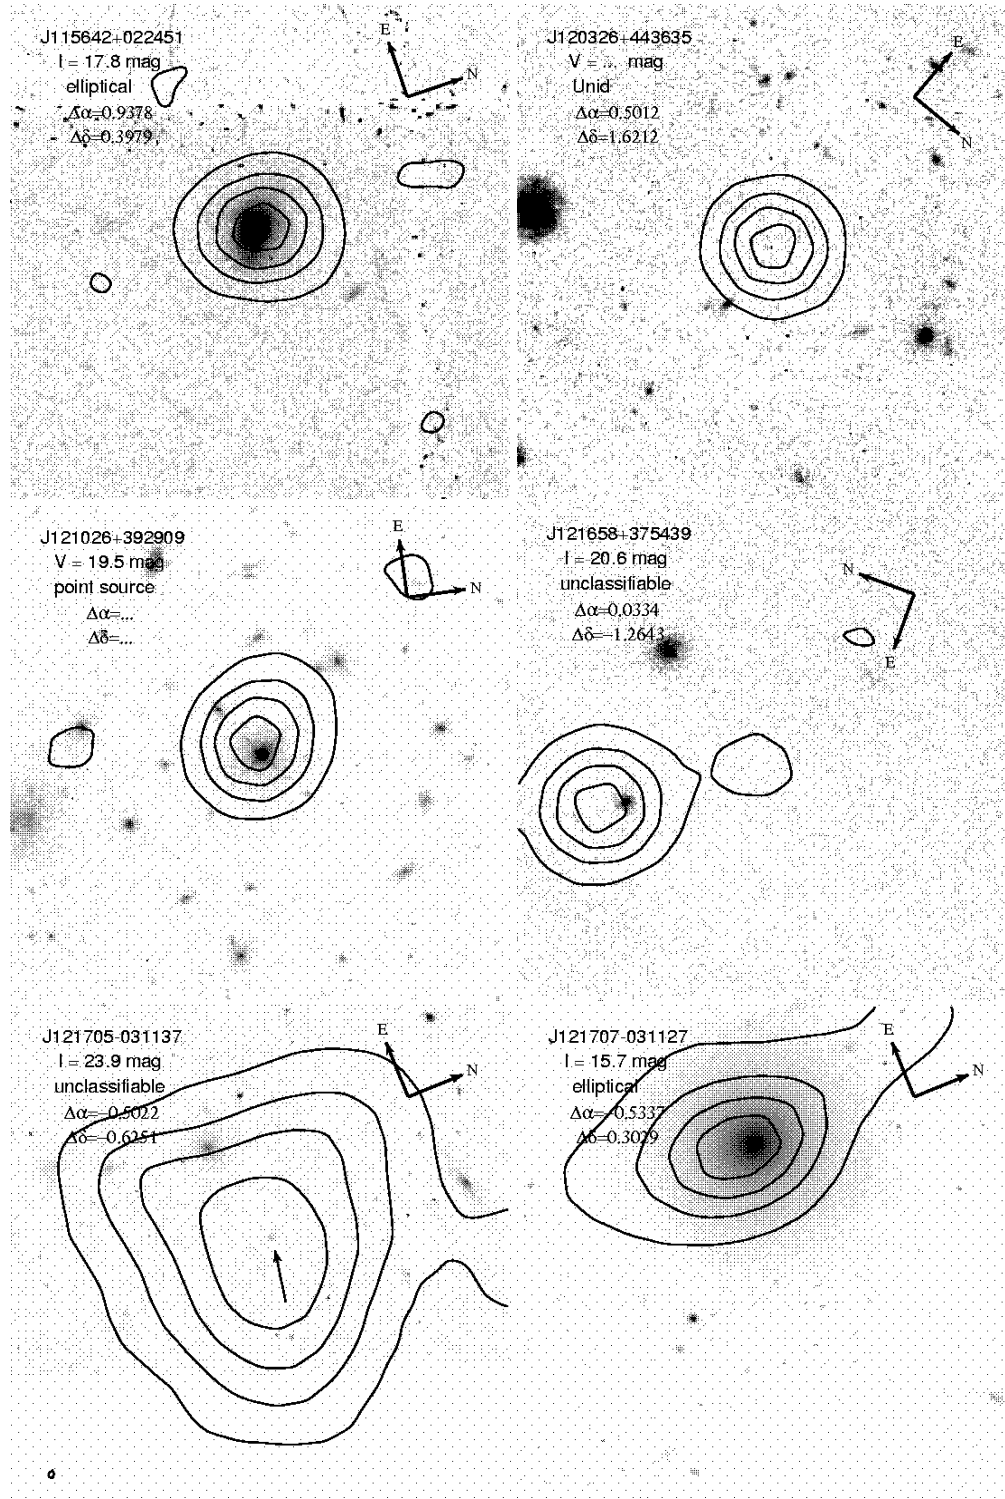 J115642+022451
I = 17.8 mag
elliptical
Δα=0.9378
Δδ=0.3979
E
N
J120326+443635
V = ... mag
Unid
Δα=0.5012
Δδ=1.6212
E
N
J121026+392909
V = 19.5 mag
point source
Δα=...
Δδ=...
E
N
J121658+375439
I = 20.6 mag
unclassifiable
Δα=0.0334
Δδ=−1.2643
N
E
J121705-031137
I = 23.9 mag
unclassifiable
Δα=−0.5022
Δδ=−0.6251
E
N
J121707-031127
I = 15.7 mag
elliptical
Δα=−0.5337
Δδ=0.3029
E
N